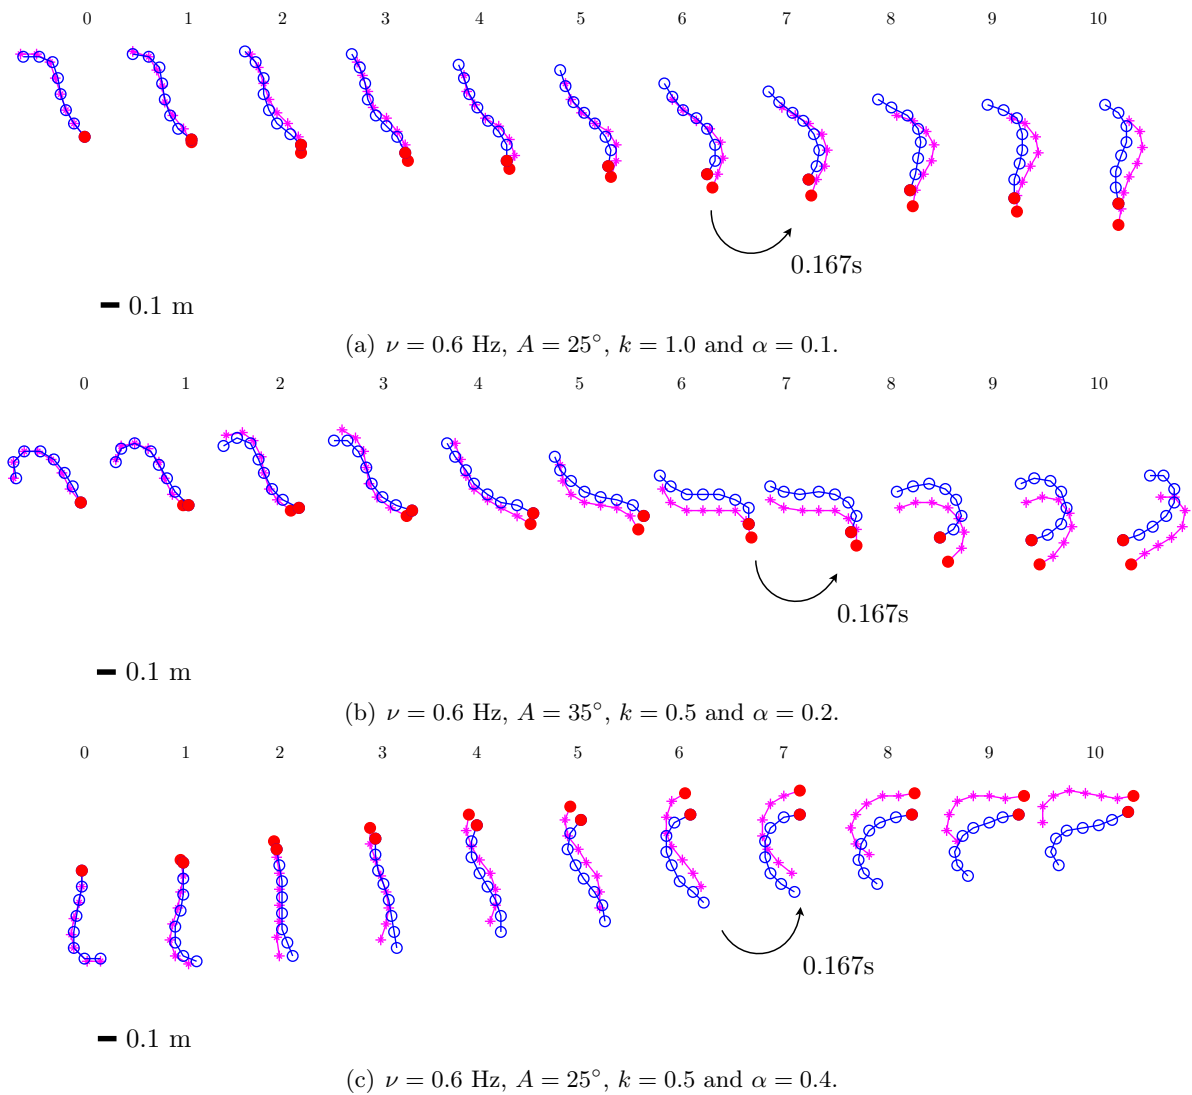 0 1 2 3 4 5 6 7 8 9 10
0.167s
0.1 m
(a) ν = 0.6 Hz, A = 25°, k = 1.0 and α = 0.1.
0 1 2 3 4 5 6 7 8 9 10
0.167s
0.1 m
(b) ν = 0.6 Hz, A = 35°, k = 0.5 and α = 0.2.
0 1 2 3 4 5 6 7 8 9 10
0.167s
0.1 m
(c) ν = 0.6 Hz, A = 25°, k = 0.5 and α = 0.4.